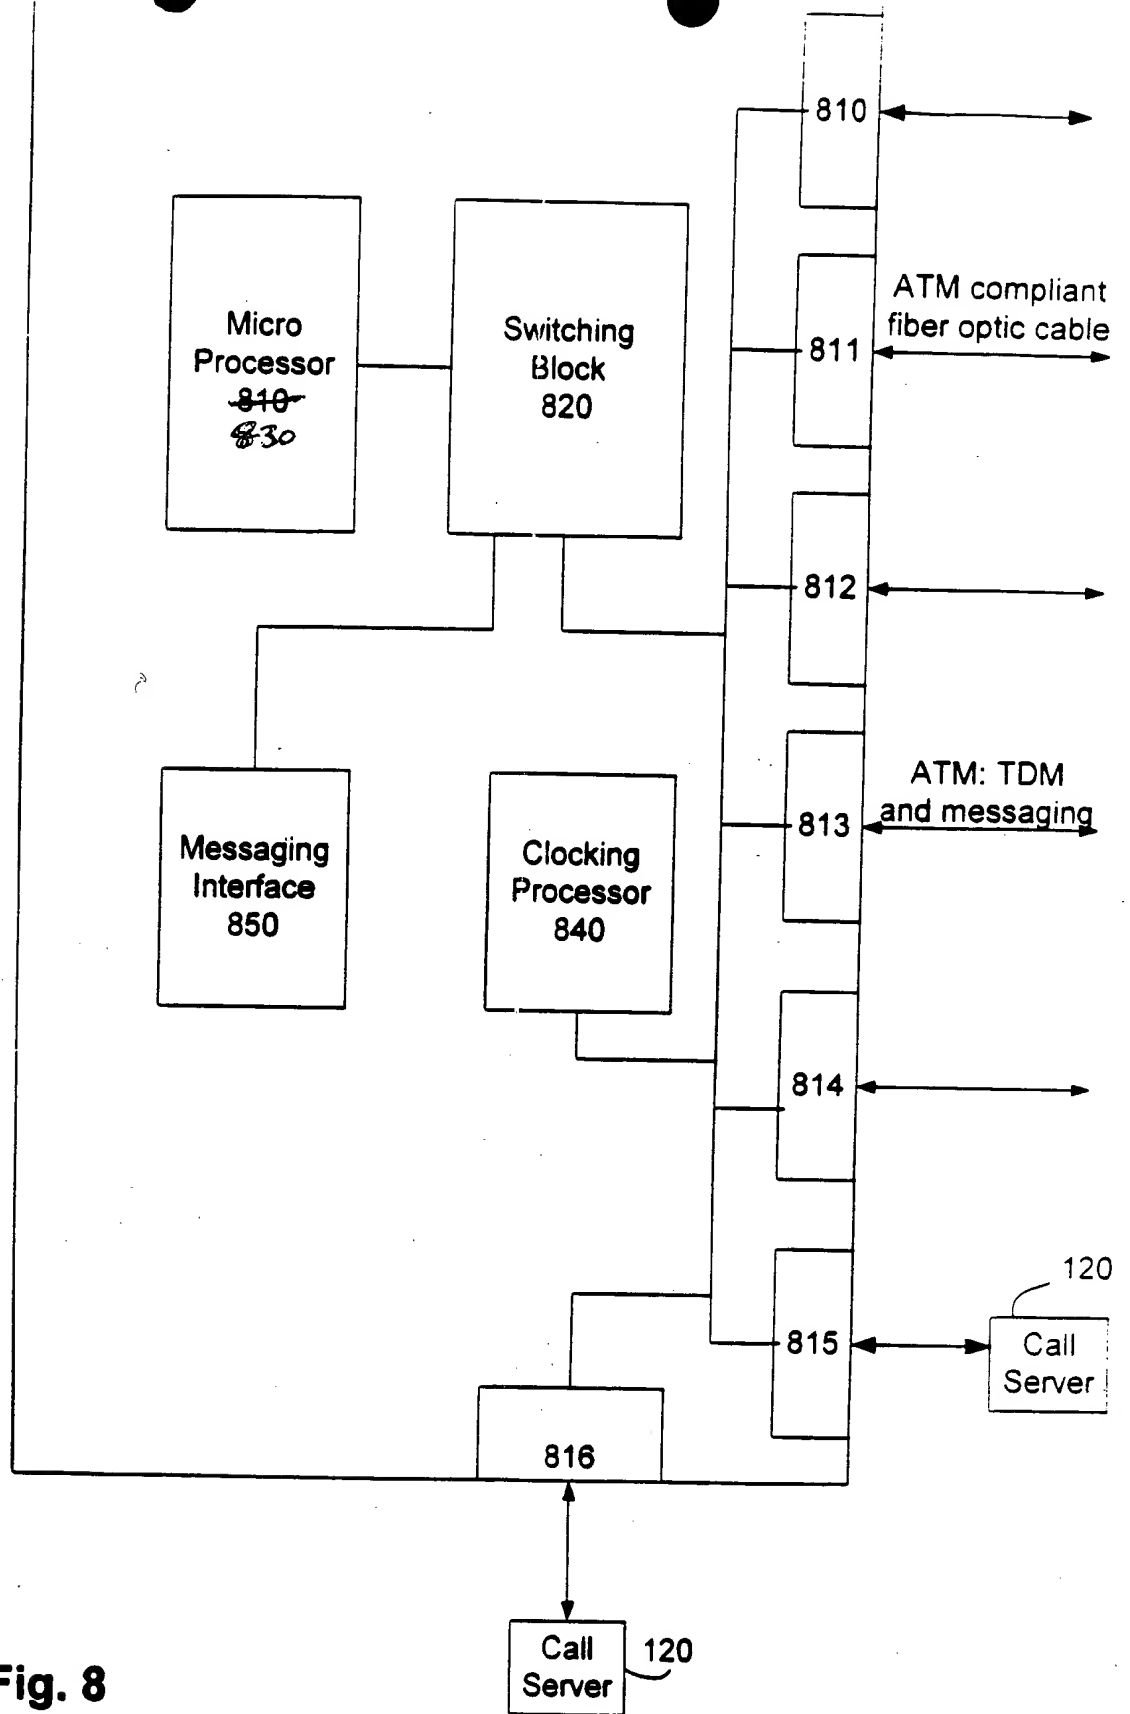 810
ATM compliant
fiber optic cable
Micro
Processor
810
830
Switching
Block
820
811
812
ATM: TDM
and messaging
813
Messaging
Interface
850
Clocking
Processor
840
814
120
815
Call
Server
816
Call
Server
120
Fig. 8